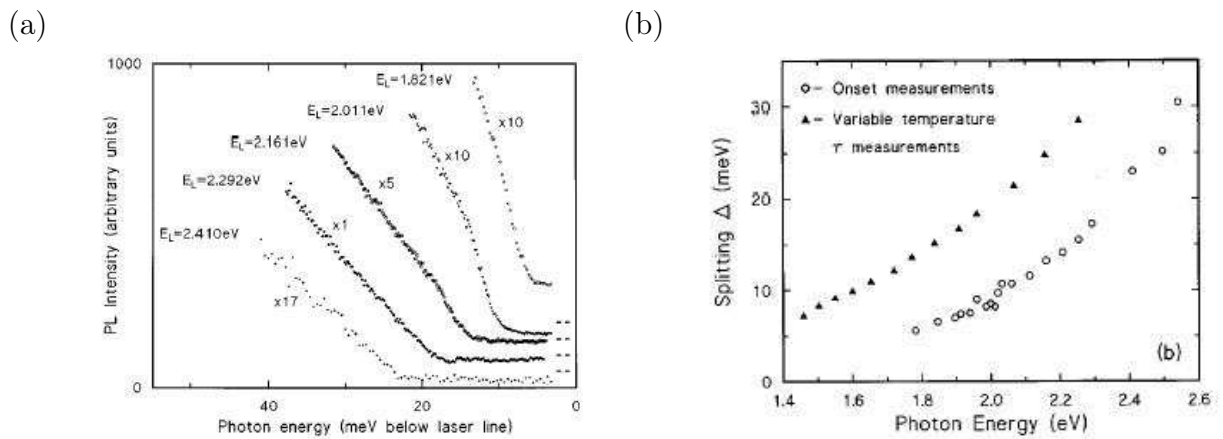 (a)
1000
E_L=1.821eV
E_L=2.011eV
x10
E_L=2.161eV
x10
E_L=2.292eV
x5
E_L=2.410eV
x1
x17
PL Intensity (arbitrary units)
0
40 20 0
Photon energy (meV below laser line)
(b)
30
20
10
0
Splitting Δ (meV)
o - Onset measurements
▲ - Variable temperature
τ measurements
(b)
1.4 1.6 1.8 2.0 2.2 2.4 2.6
Photon Energy (eV)